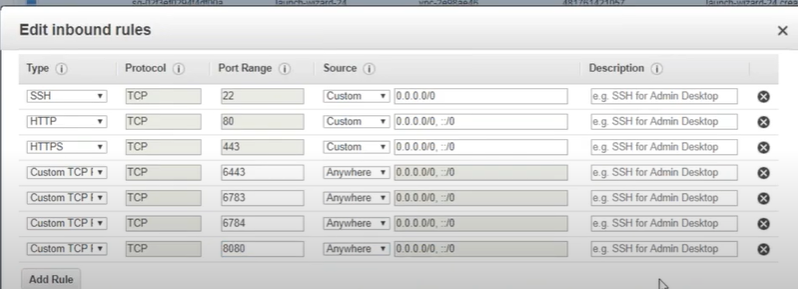 launch-wizard-24
Edit inbound rules
Type Protocol Port Range Source Description
SSH TCP 22 Custom 0.0.0.0/0 e.g. SSH for Admin Desktop
HTTP TCP 80 Custom 0.0.0.0/0, ::/0 e.g. SSH for Admin Desktop
HTTPS TCP 443 Custom 0.0.0.0/0, ::/0 e.g. SSH for Admin Desktop
Custom TCP TCP 6443 Anywhere 0.0.0.0/0, ::/0 e.g. SSH for Admin Desktop
Custom TCP TCP 6783 Anywhere 0.0.0.0/0, ::/0 e.g. SSH for Admin Desktop
Custom TCP TCP 6784 Anywhere 0.0.0.0/0, ::/0 e.g. SSH for Admin Desktop
Custom TCP TCP 8080 Anywhere 0.0.0.0/0, ::/0 e.g. SSH for Admin Desktop
Add Rule